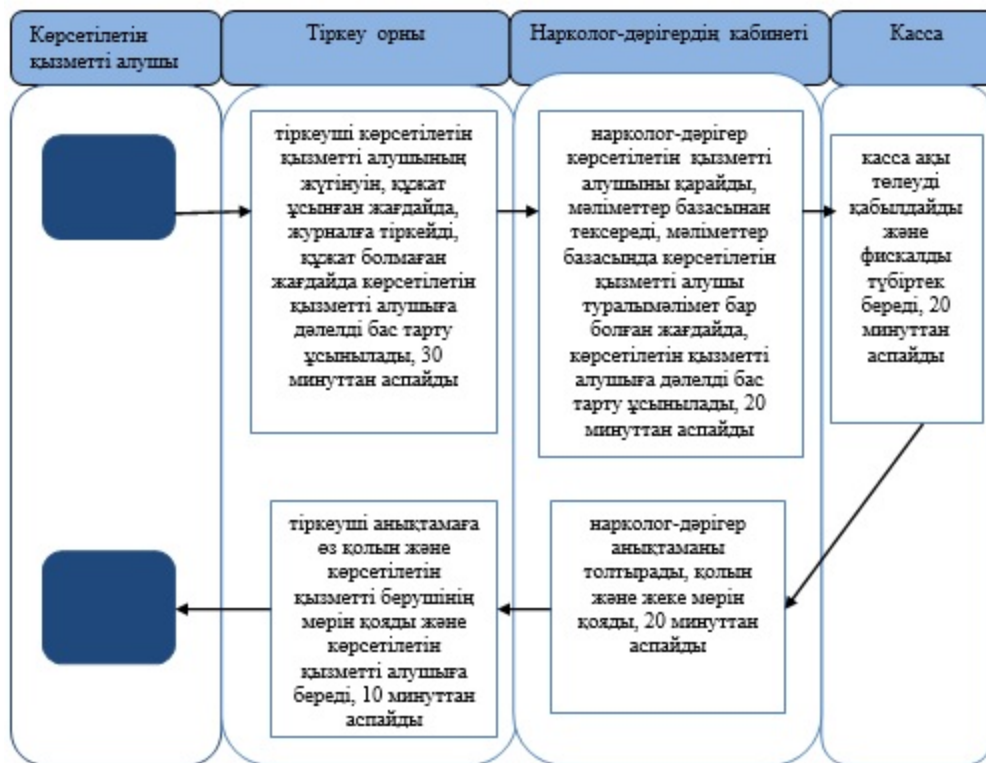 Көрсетілетін
қызметті алушы
Тіркеу орны
Нарколог-дәрігердің кабинеті
Касса
тіркеуші көрсетілетін
қызметті алушының
жүгінуін, құжат
ұсынған жағдайда,
журналға тіркейді,
құжат болмаған
жағдайда көрсетілетін
қызметті алушыға
дәлелді бас тарту
ұсынылады, 30
минуттан аспайды
нарколог-дәрігер
көрсетілетін қызметті
алушыны қарайды,
мәліметтер базасынан
тексереді, мәліметтер
базасында көрсетілетін
қызметті алушы
туралымәлімет бар
болған жағдайда,
көрсетілетін қызметті
алушыға дәлелді бас
тарту ұсынылады, 20
минуттан аспайды
касса ақы
төлеуді
қабылдайды
және
фискалды
түбіртек
береді, 20
минуттан
аспайды
тіркеуші анықтамаға
өз қолын және
көрсетілетін
қызметті берушінің
мөрін қояды және
көрсетілетін
қызметті алушыға
береді, 10 минуттан
аспайды
нарколог-дәрігер
анықтаманы
толтырады, қолын
және жеке мөрін
қояды, 20 минуттан
аспайды